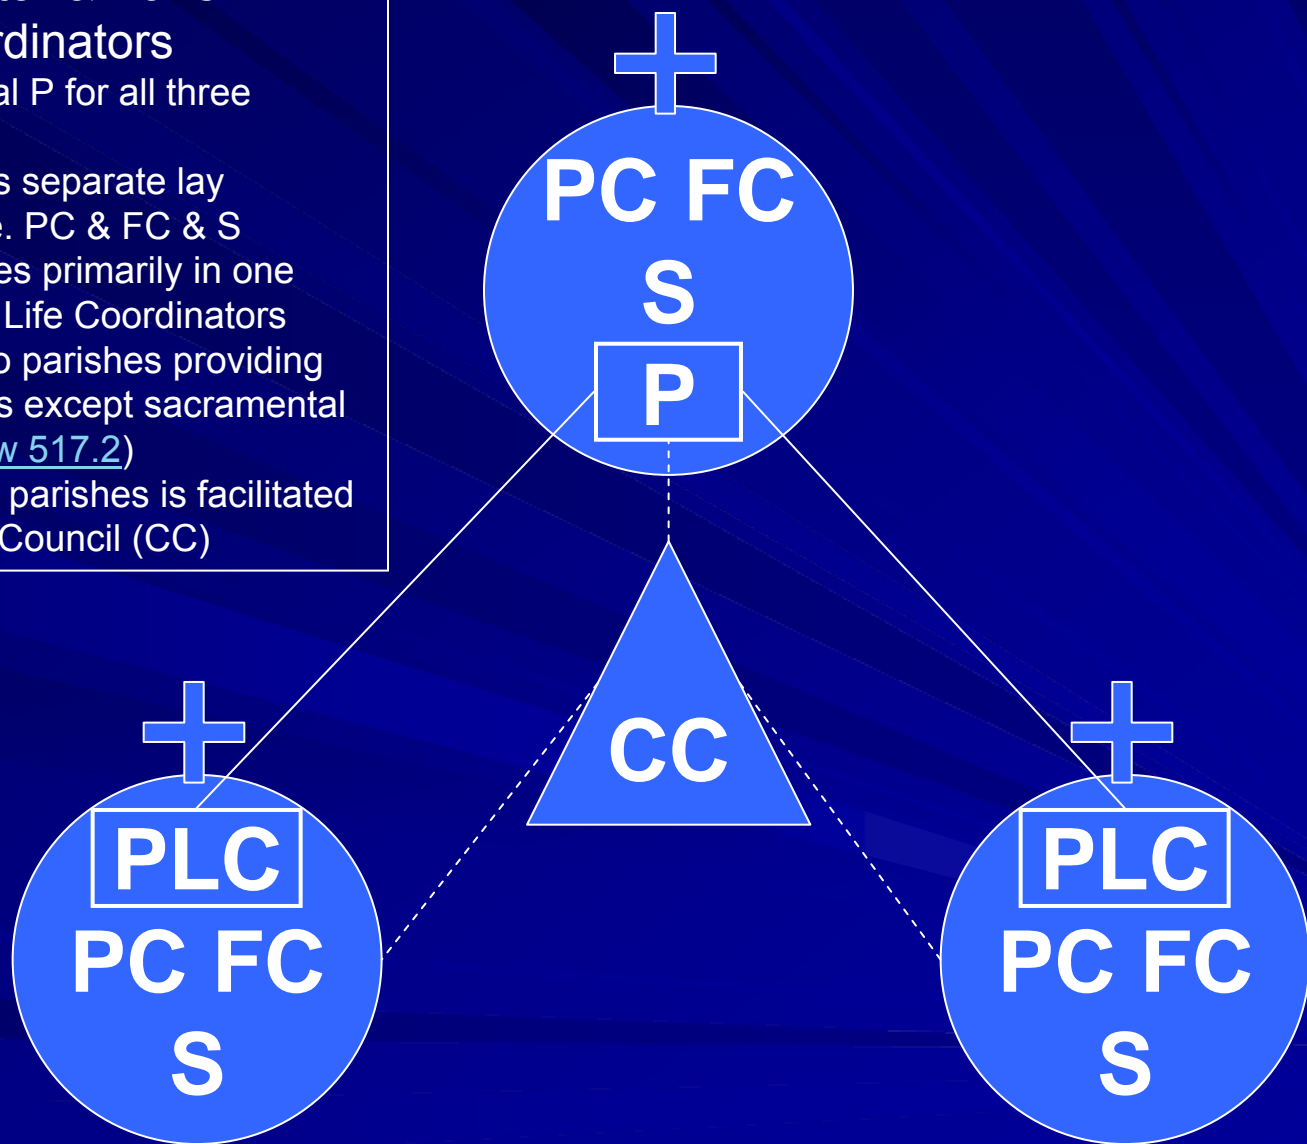 rdinators
al P for all three
s separate lay
e. PC & FC & S
es primarily in one
Life Coordinators
o parishes providing
s except sacramental
w 517.2)
parishes is facilitated
Council (CC)
PC FC
S
P
CC
PLC
PC FC
S
PLC
PC FC
S